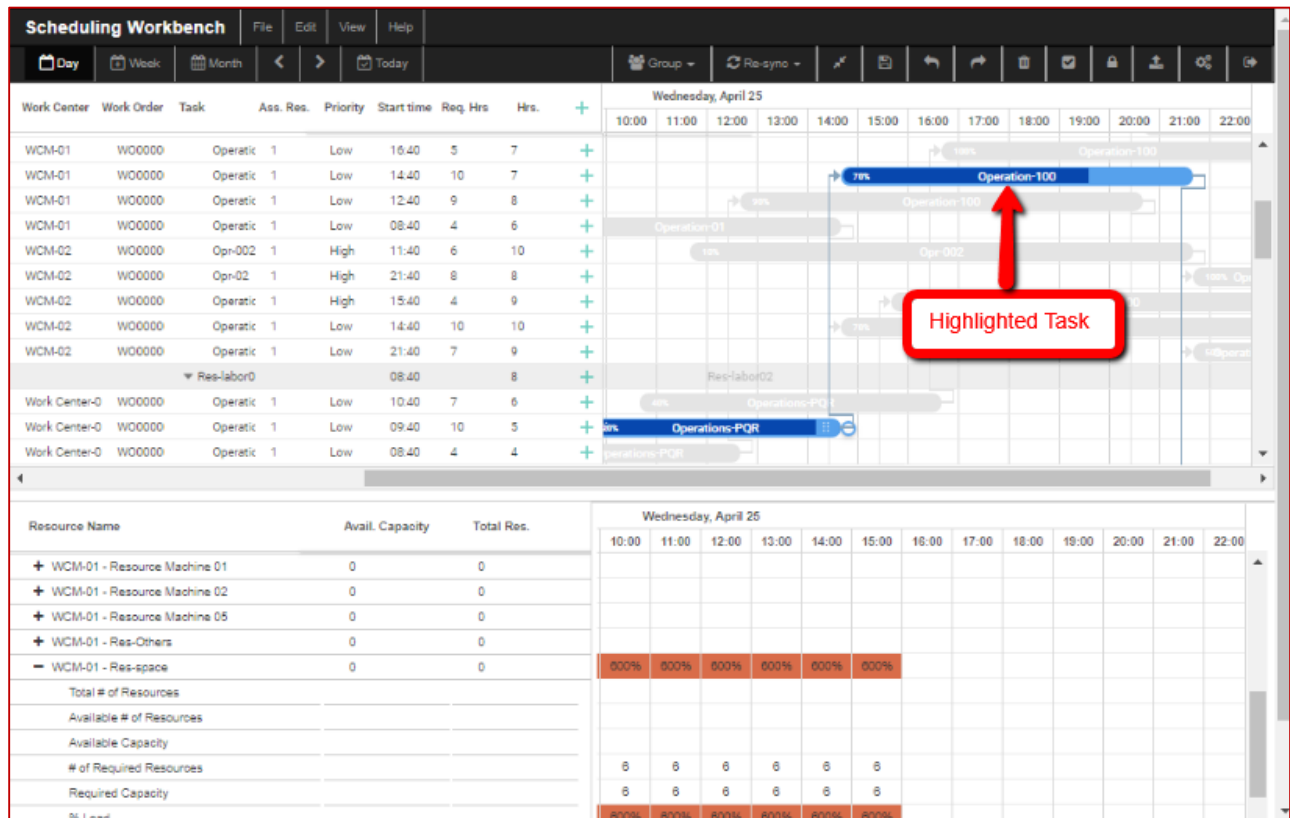 Scheduling Workbench File Edit View Help
Day Week Month Today Group Re-sync
Work Center Work Order Task Ass. Res. Priority Start time Req. Hrs Hrs.
Wednesday, April 25
10:00 11:00 12:00 13:00 14:00 15:00 16:00 17:00 18:00 19:00 20:00 21:00 22:00
WCM-01 WO0000 Operatic 1 Low 16:40 5 7 100% Operation-100
WCM-01 WO0000 Operatic 1 Low 14:40 10 7 70% Operation-100
WCM-01 WO0000 Operatic 1 Low 12:40 9 8 Operation-100
WCM-01 WO0000 Operatic 1 Low 08:40 4 6 Operation-01
WCM-02 WO0000 Opr-002 1 High 11:40 6 10 Opr-002
WCM-02 WO0000 Opr-02 1 High 21:40 8 8 100% Op
WCM-02 WO0000 Operatic 1 High 15:40 4 9
WCM-02 WO0000 Operatic 1 Low 14:40 10 10 70%
WCM-02 WO0000 Operatic 1 Low 21:40 7 9
Highlighted Task
Res-labor0 08:40 8 Res-labor02
Work Center-0 WO0000 Operatic 1 Low 10:40 7 6 Operations-PQR
Work Center-0 WO0000 Operatic 1 Low 09:40 10 5 Operations-PQR
Work Center-0 WO0000 Operatic 1 Low 08:40 4 4 perations-PQR
Resource Name Avail. Capacity Total Res.
Wednesday, April 25
10:00 11:00 12:00 13:00 14:00 15:00 16:00 17:00 18:00 19:00 20:00 21:00 22:00
WCM-01 - Resource Machine 01 0 0
WCM-01 - Resource Machine 02 0 0
WCM-01 - Resource Machine 05 0 0
WCM-01 - Res-Others 0 0
WCM-01 - Res-space 0 0 600% 600% 600% 600% 600% 600%
Total # of Resources
Available # of Resources
Available Capacity
# of Required Resources 6 6 6 6 6 6
Required Capacity 6 6 6 6 6 6
% Load 600% 600% 600% 600% 600% 600%